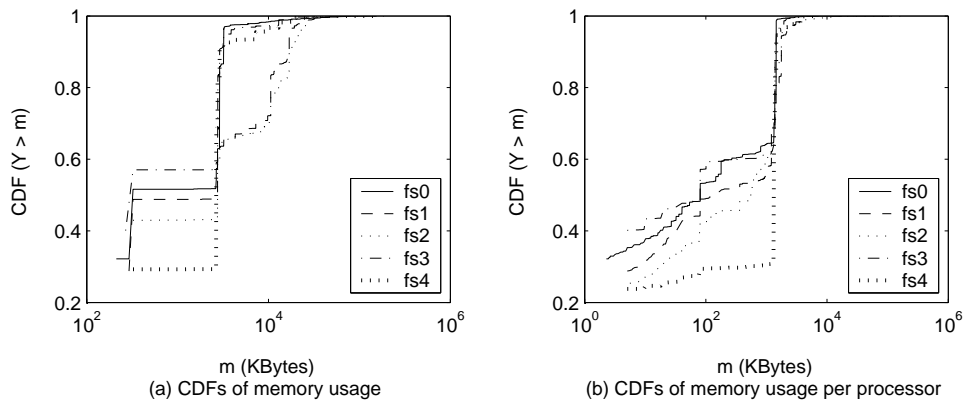 1
0.8
0.6
0.4
0.2
10^2
10^4
10^6
CDF (Y > m)
m (KBytes)
fs0
fs1
fs2
fs3
fs4
(a) CDFs of memory usage
1
0.8
0.6
0.4
0.2
10^0
10^2
10^4
10^6
CDF (Y > m)
m (KBytes)
fs0
fs1
fs2
fs3
fs4
(b) CDFs of memory usage per processor